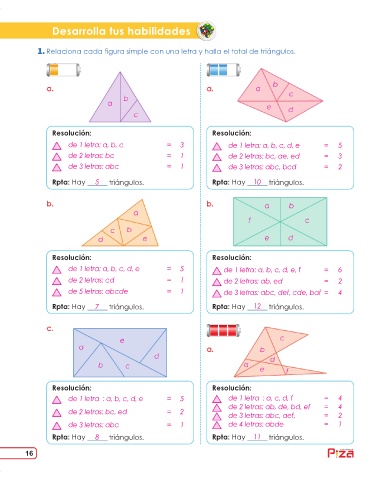 Desarrolla tus habilidades
1. Relaciona cada figura simple con una letra y halla el total de triángulos.
a.
a
b
c
Resolución:
de 1 letra: a, b, c = 3
de 2 letras: bc = 1
de 3 letras: abc = 1
Rpta: Hay 5 triángulos.
b.
a
c b
d e
Resolución:
de 1 letra: a, b, c, d, e = 5
de 2 letras: cd = 1
de 5 letras: abcde = 1
Rpta: Hay 7 triángulos.
c.
e
a
d
b c
Resolución:
de 1 letra : a, b, c, d, e = 5
de 2 letras: bc, ed = 2
de 3 letras: abc = 1
Rpta: Hay 8 triángulos.
a.
b
a
c
e d
Resolución:
de 1 letra: a, b, c, d, e = 5
de 2 letras: bc, ae, ed = 3
de 3 letras: abc, bcd = 2
Rpta: Hay 10 triángulos.
b.
a b
f c
e d
Resolución:
de 1 letra: a, b, c, d, e, f = 6
de 2 letras: ab, ed = 2
de 3 letras: abc, def, cde, baf = 4
Rpta: Hay 12 triángulos.
a.
c
b
d
a
e f
Resolución:
de 1 letra : a, c, d, f = 4
de 2 letras: ab, de, bd, ef = 4
de 3 letras: abc, aef, = 2
de 4 letras: abde = 1
Rpta: Hay 11 triángulos.
16